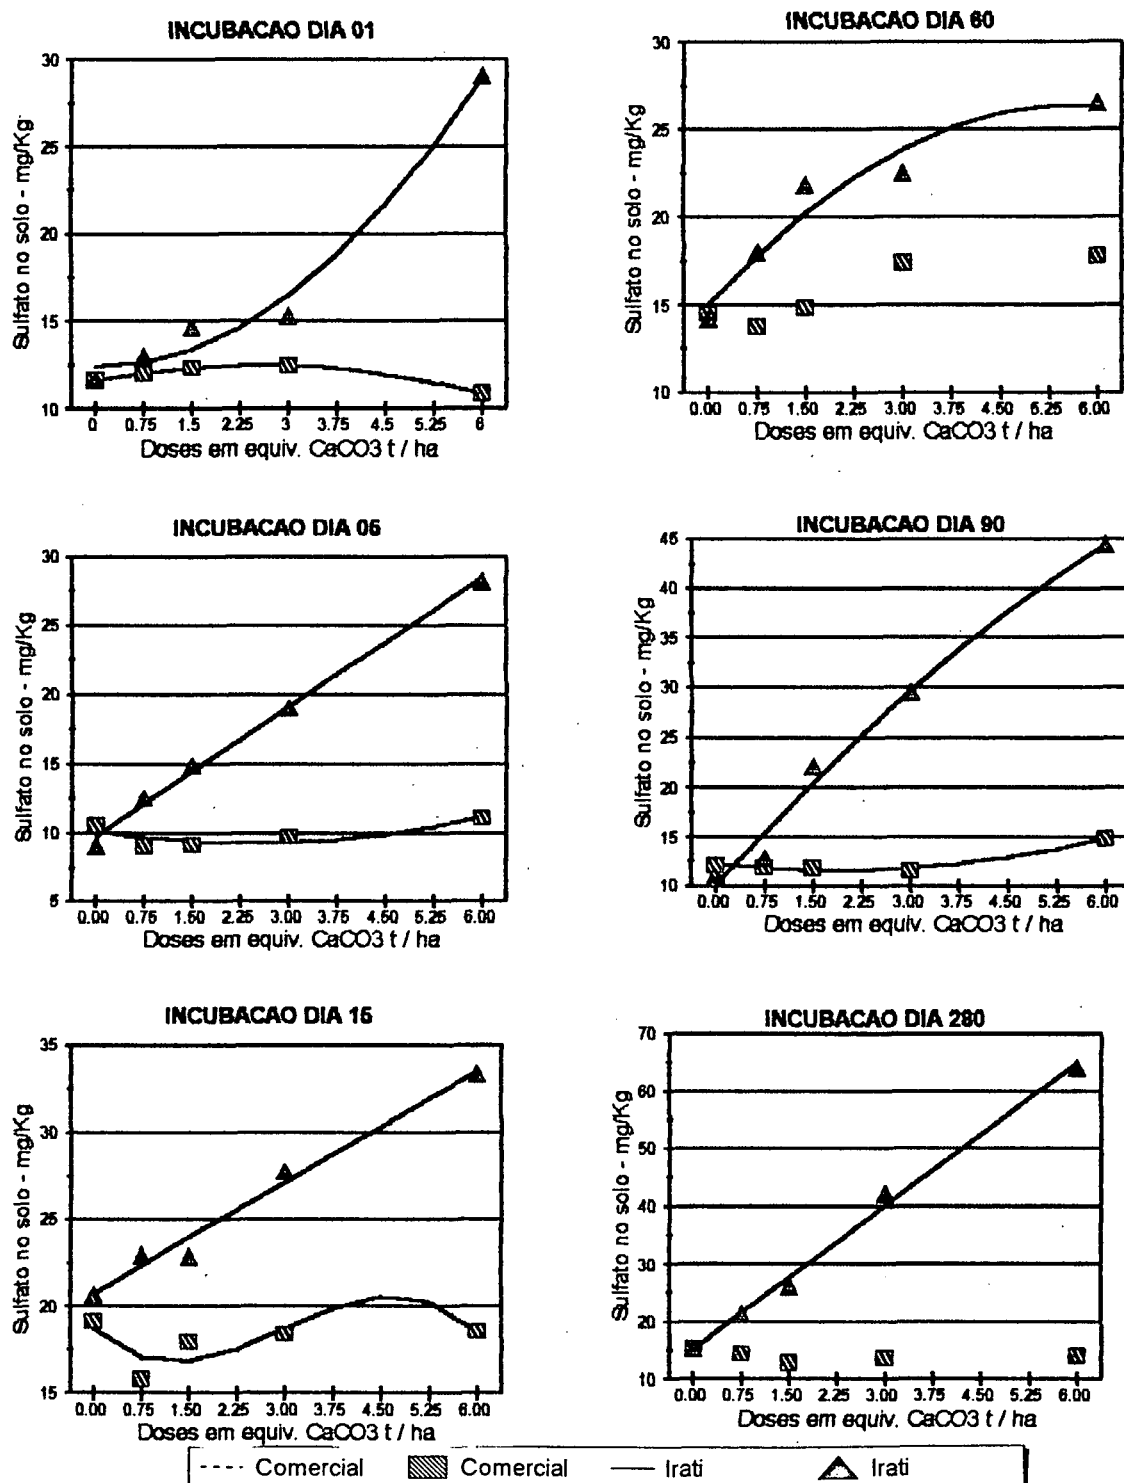 INCUBACAO DIA 01
Sulfato no solo - mg/Kg
30
25
20
15
10
0 0.75 1.50 2.25 3 3.75 4.50 5.25 6
Doses em equiv. CaCO3 t / ha
INCUBACAO DIA 60
Sulfato no solo - mg/Kg
30
25
20
15
10
0.00 0.75 1.50 2.25 3.00 3.75 4.50 5.25 6.00
Doses em equiv. CaCO3 t / ha
INCUBACAO DIA 05
Sulfato no solo - mg/Kg
30
25
20
15
10
5
0.00 0.75 1.50 2.25 3.00 3.75 4.50 5.25 6.00
Doses em equiv. CaCO3 t / ha
INCUBACAO DIA 90
Sulfato no solo - mg/Kg
45
40
35
30
25
20
15
10
0.00 0.75 1.50 2.25 3.00 3.75 4.50 5.25 6.00
Doses em equiv. CaCO3 t / ha
INCUBACAO DIA 15
Sulfato no solo - mg/Kg
35
30
25
20
15
0.00 0.75 1.50 2.25 3.00 3.75 4.50 5.25 6.00
Doses em equiv. CaCO3 t / ha
INCUBACAO DIA 280
Sulfato no solo - mg/Kg
70
60
50
40
30
20
10
0.00 0.75 1.50 2.25 3.00 3.75 4.50 5.25 6.00
Doses em equiv. CaCO3 t / ha
Comercial Comercial Irati Irati